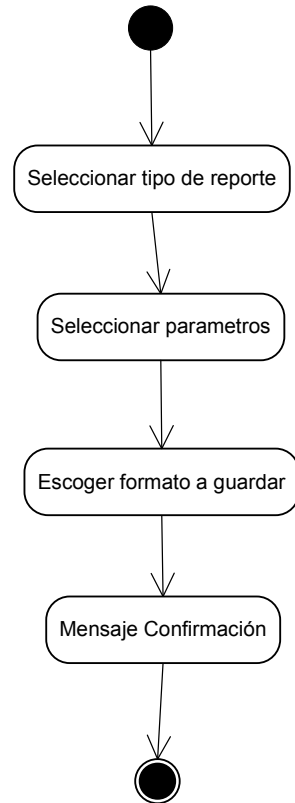 Seleccionar tipo de reporte
Seleccionar parametros
Escoger formato a guardar
Mensaje Confirmación